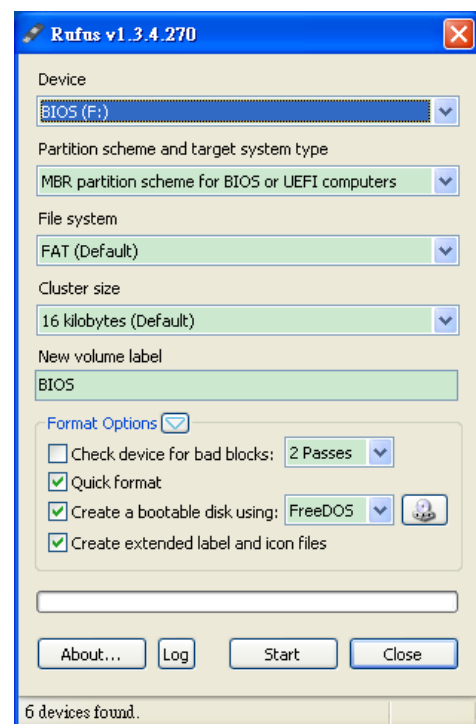 Rufus v1.3.4.270
Device
BIOS (F:)
Partition scheme and target system type
MBR partition scheme for BIOS or UEFI computers
File system
FAT (Default)
Cluster size
16 kilobytes (Default)
New volume label
BIOS
Format Options
Check device for bad blocks: 2 Passes
Quick format
Create a bootable disk using: FreeDOS
Create extended label and icon files
About... Log Start Close
6 devices found.